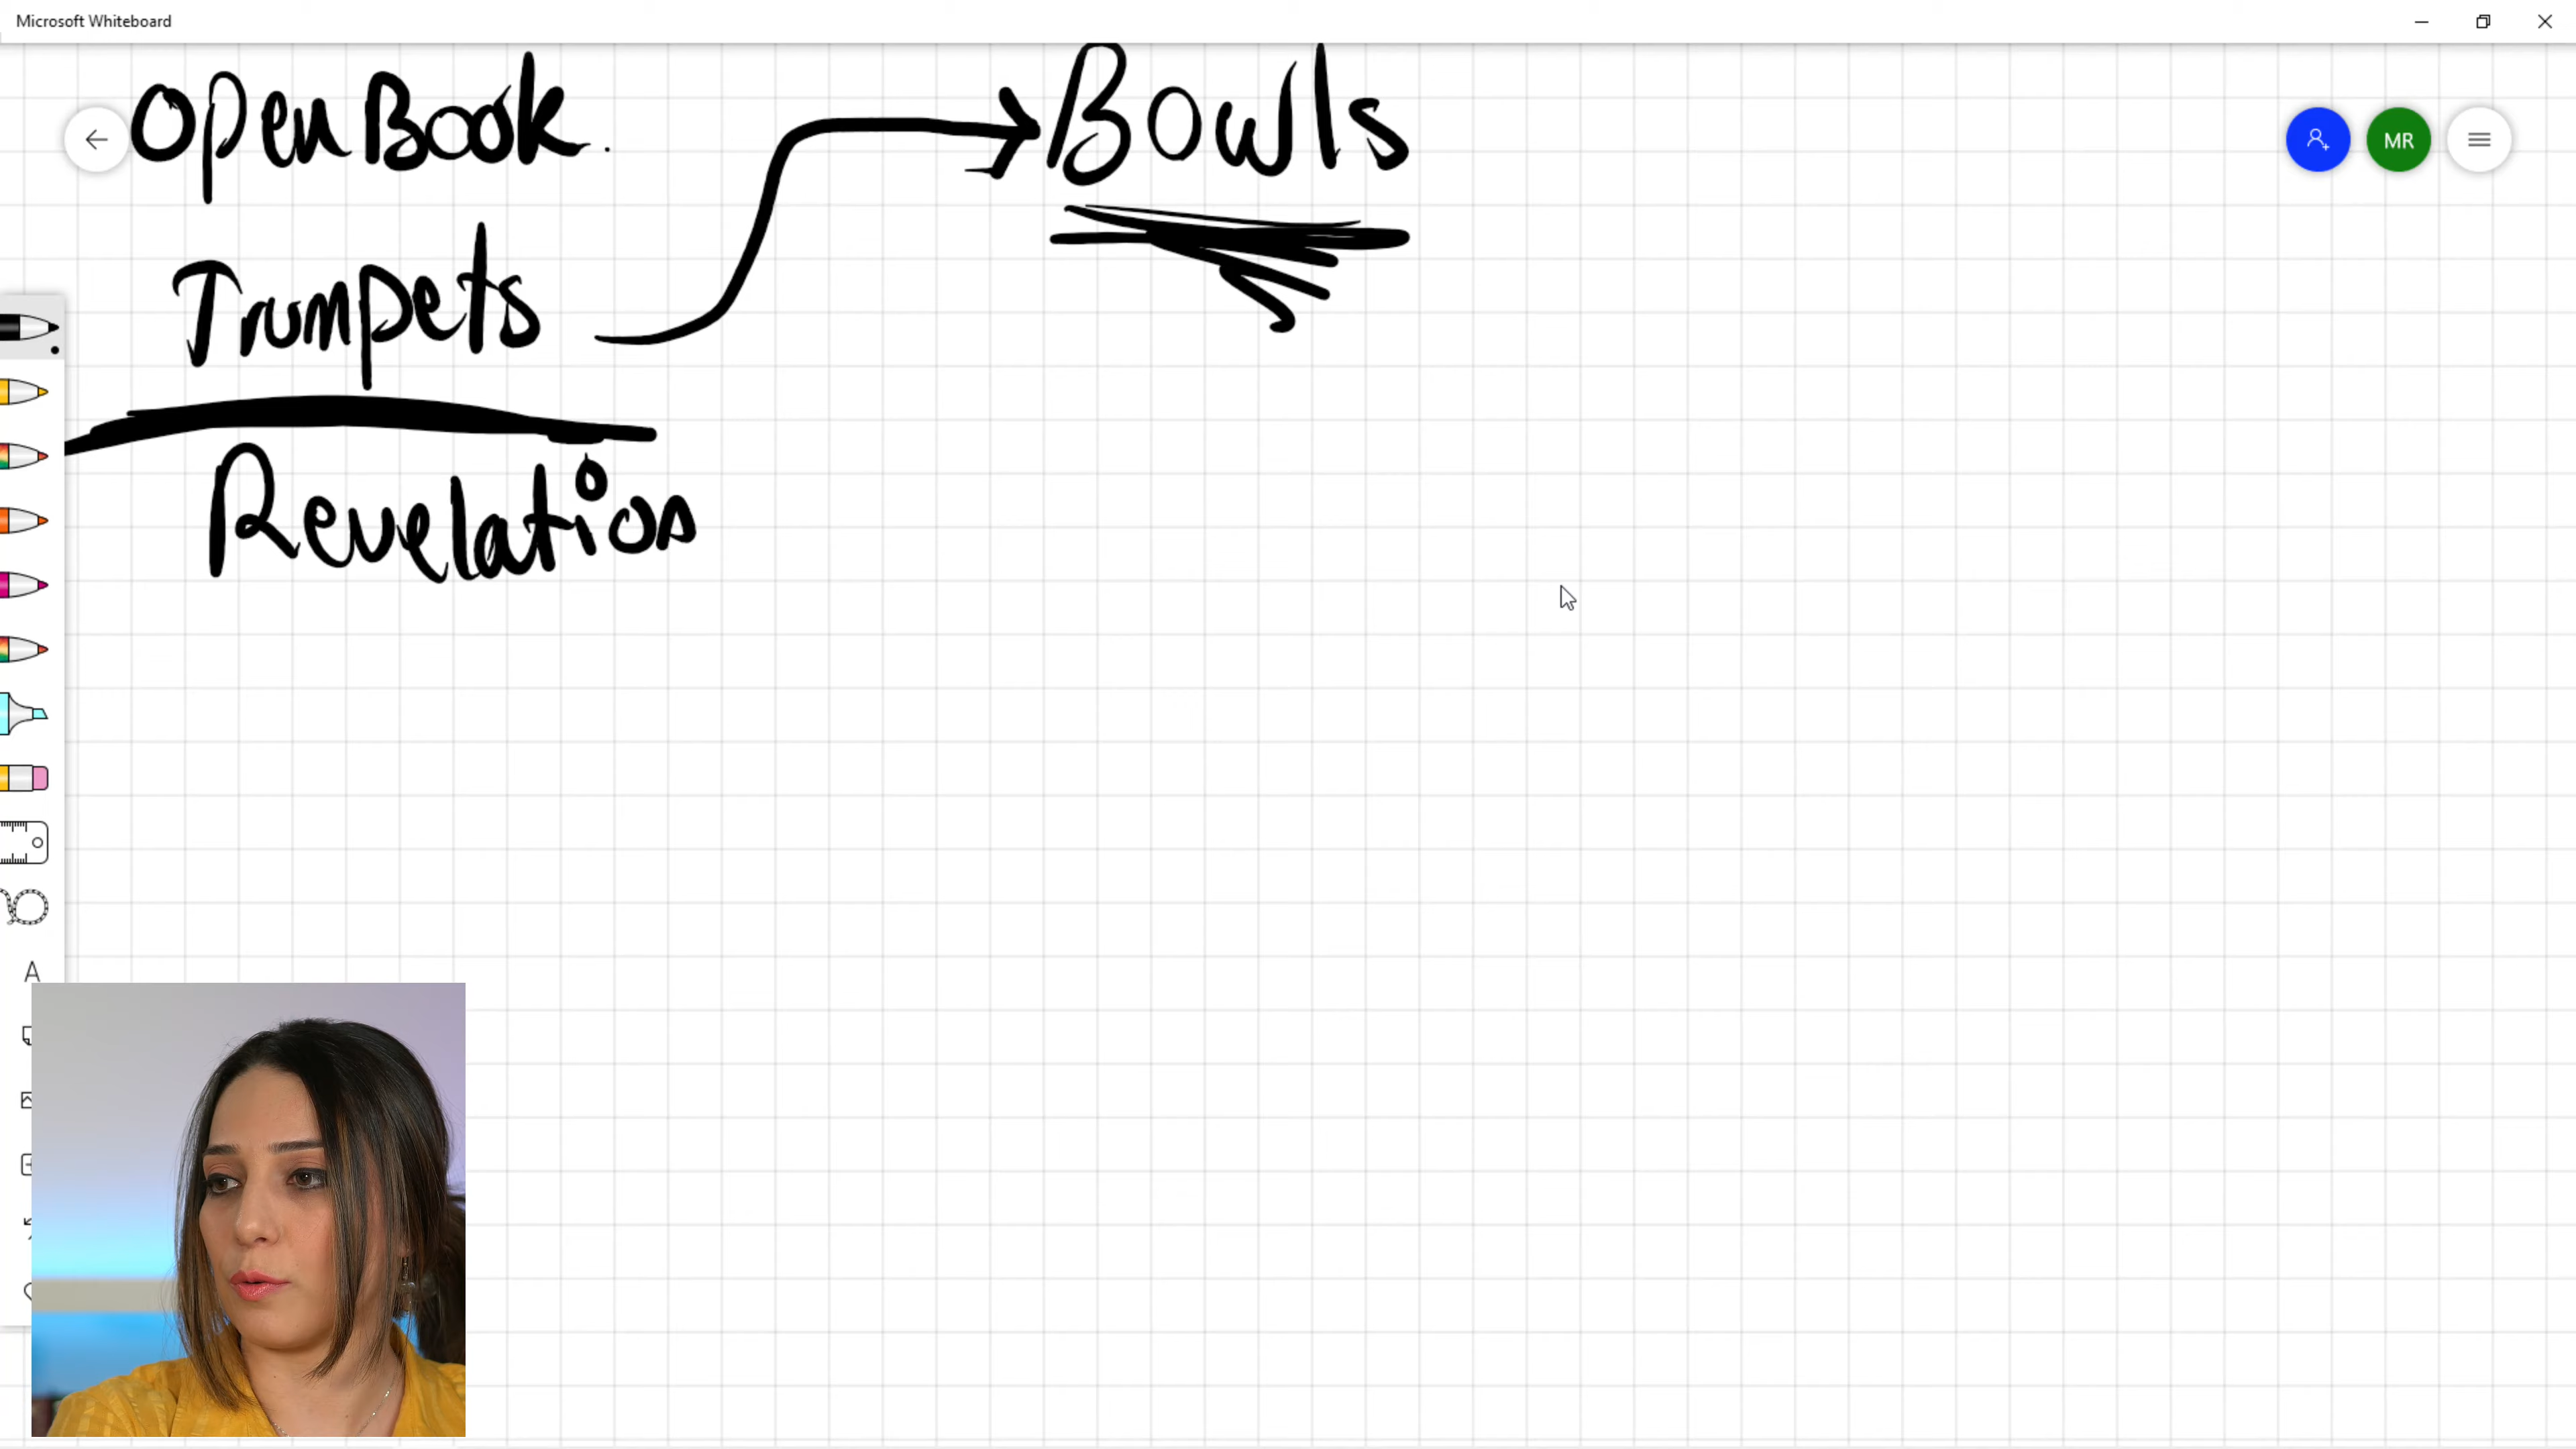 Microsoft Whiteboard
Open Book.
Bowls
MR
Trumpets
Revelation
A